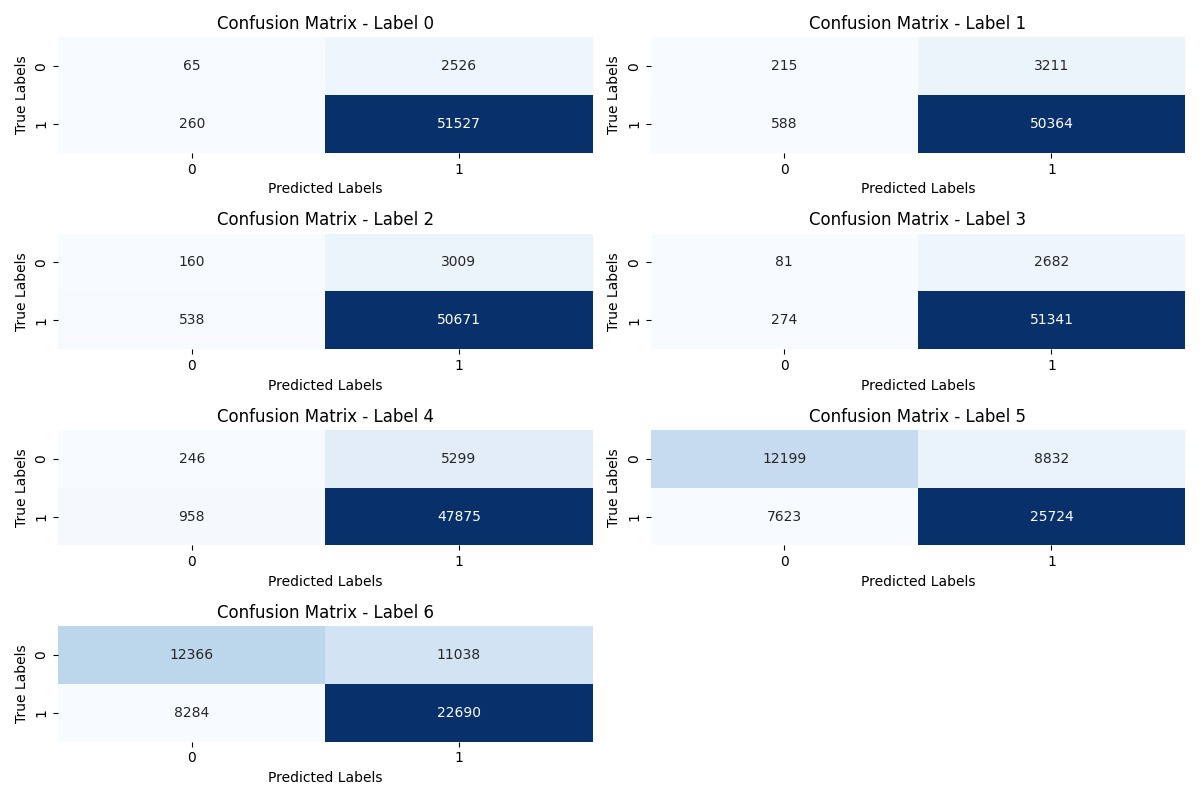 Confusion Matrix - Label 0
True Labels
0
65
2526
1
260
51527
0
1
Predicted Labels
Confusion Matrix - Label 1
True Labels
0
215
3211
1
588
50364
0
1
Predicted Labels
Confusion Matrix - Label 2
True Labels
0
160
3009
1
538
50671
0
1
Predicted Labels
Confusion Matrix - Label 3
True Labels
0
81
2682
1
274
51341
0
1
Predicted Labels
Confusion Matrix - Label 4
True Labels
0
246
5299
1
958
47875
0
1
Predicted Labels
Confusion Matrix - Label 5
True Labels
0
12199
8832
1
7623
25724
0
1
Predicted Labels
Confusion Matrix - Label 6
True Labels
0
12366
11038
1
8284
22690
0
1
Predicted Labels